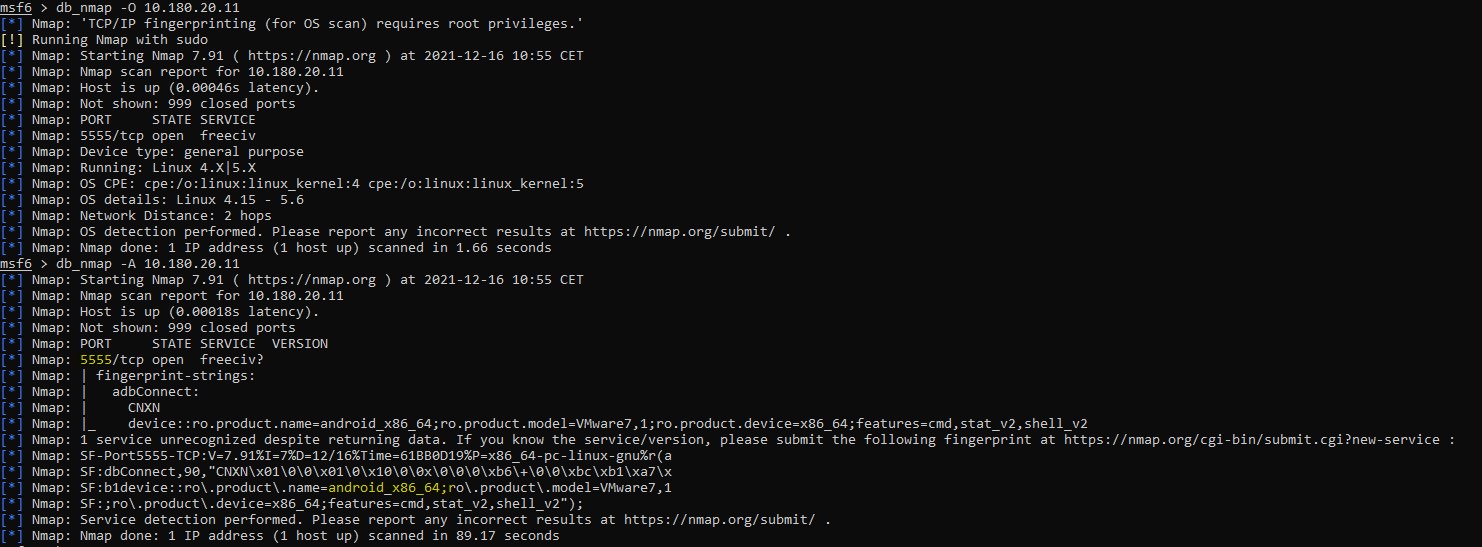 msf6 > db_nmap -O 10.180.20.11
[*] Nmap: 'TCP/IP fingerprinting (for OS scan) requires root privileges.'
[!] Running Nmap with sudo
[*] Nmap: Starting Nmap 7.91 ( https://nmap.org ) at 2021-12-16 10:55 CET
[*] Nmap: Nmap scan report for 10.180.20.11
[*] Nmap: Host is up (0.00046s latency).
[*] Nmap: Not shown: 999 closed ports
[*] Nmap: PORT     STATE SERVICE
[*] Nmap: 5555/tcp open  freeciv
[*] Nmap: Device type: general purpose
[*] Nmap: Running: Linux 4.X|5.X
[*] Nmap: OS CPE: cpe:/o:linux:linux_kernel:4 cpe:/o:linux:linux_kernel:5
[*] Nmap: OS details: Linux 4.15 - 5.6
[*] Nmap: Network Distance: 2 hops
[*] Nmap: OS detection performed. Please report any incorrect results at https://nmap.org/submit/ .
[*] Nmap: Nmap done: 1 IP address (1 host up) scanned in 1.66 seconds
msf6 > db_nmap -A 10.180.20.11
[*] Nmap: Starting Nmap 7.91 ( https://nmap.org ) at 2021-12-16 10:55 CET
[*] Nmap: Nmap scan report for 10.180.20.11
[*] Nmap: Host is up (0.00018s latency).
[*] Nmap: Not shown: 999 closed ports
[*] Nmap: PORT     STATE SERVICE  VERSION
[*] Nmap: 5555/tcp open  freeciv?
[*] Nmap: | fingerprint-strings:
[*] Nmap: |   adbConnect:
[*] Nmap: |     CNXN
[*] Nmap: |_    device::ro.product.name=android_x86_64;ro.product.model=VMware7,1;ro.product.device=x86_64;features=cmd,stat_v2,shell_v2
[*] Nmap: 1 service unrecognized despite returning data. If you know the service/version, please submit the following fingerprint at https://nmap.org/cgi-bin/submit.cgi?new-service :
[*] Nmap: SF-Port5555-TCP:V=7.91%I=7%D=12/16%Time=61BB0D19%P=x86_64-pc-linux-gnu%r(a
[*] Nmap: SF:dbConnect,90,"CNXN\x01\0\0\x01\0\x10\0\0x\0\0\0\xb6\+\0\0\xbc\xb1\xa7\x
[*] Nmap: SF:b1device::ro\.product\.name=android_x86_64;ro\.product\.model=VMware7,1
[*] Nmap: SF:;ro\.product\.device=x86_64;features=cmd,stat_v2,shell_v2");
[*] Nmap: Service detection performed. Please report any incorrect results at https://nmap.org/submit/ .
[*] Nmap: Nmap done: 1 IP address (1 host up) scanned in 89.17 seconds